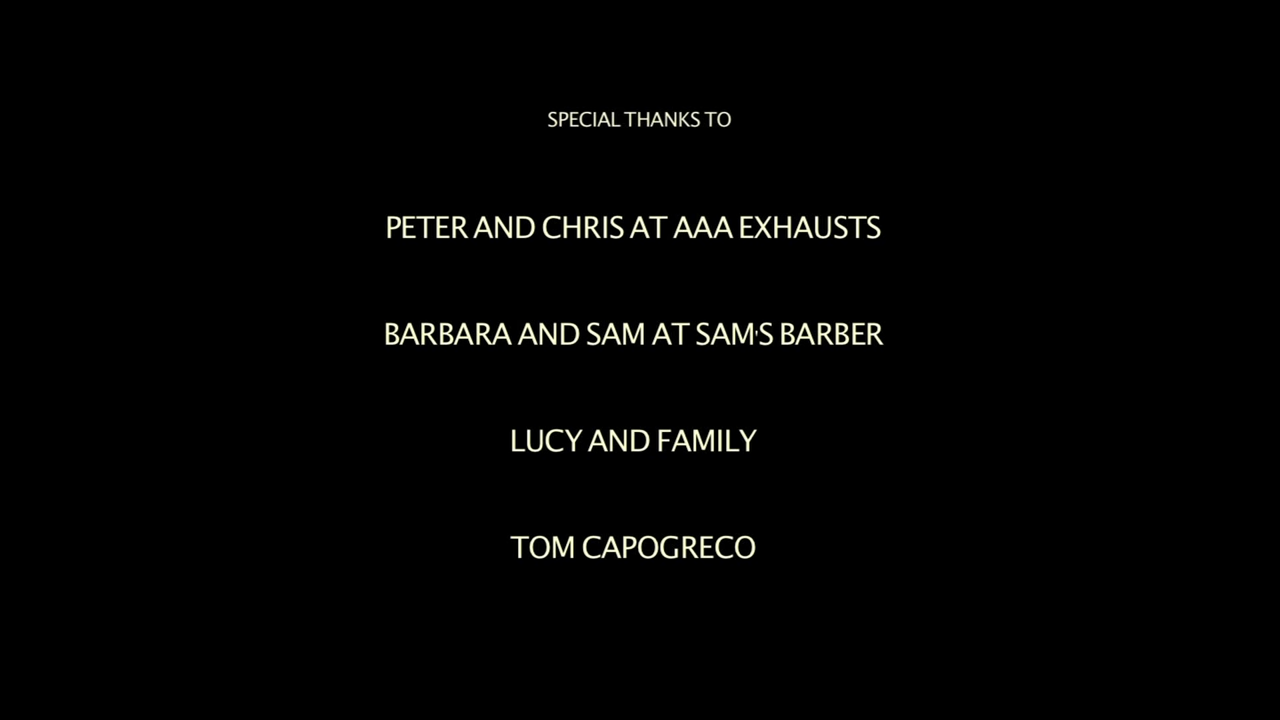 SPECIAL THANKS TO
PETER AND CHRIS AT AAA EXHAUSTS
BARBARA AND SAM AT SAM'S BARBER
LUCY AND FAMILY
TOM CAPOGRECO